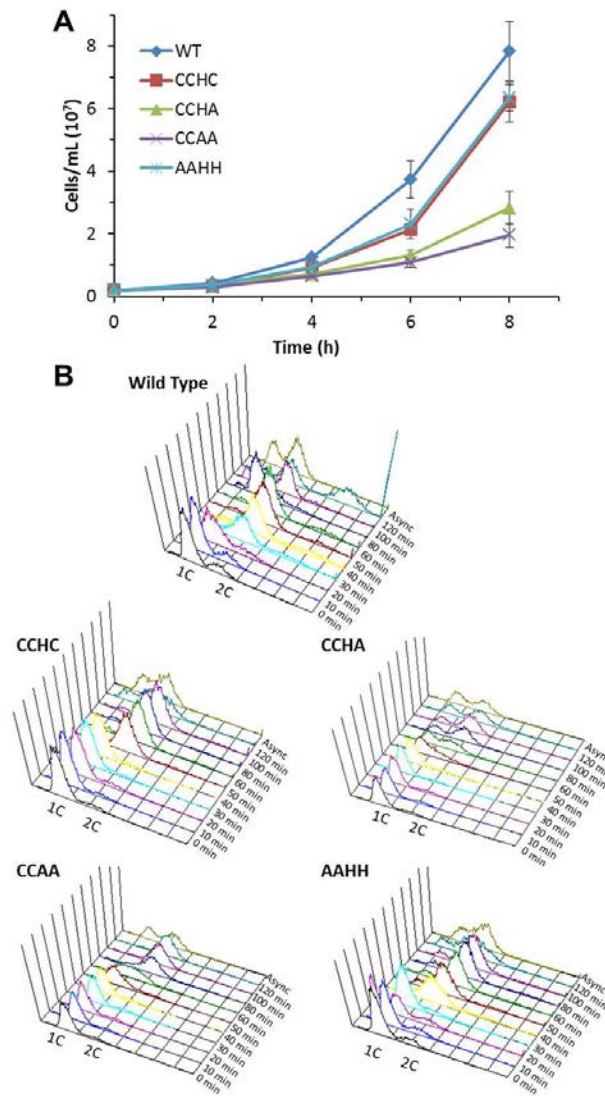 A
Cells/mL (10⁷)
8
6
4
2
0
WT
CCHC
CCHA
CCAA
AAHH
0 2 4 6 8
Time (h)
B
Wild Type
1C 2C
Async
120 min
100 min
80 min
60 min
50 min
40 min
30 min
20 min
10 min
0 min
CCHC
1C 2C
Async
120 min
100 min
80 min
60 min
50 min
40 min
30 min
20 min
10 min
0 min
CCHA
1C 2C
Async
120 min
100 min
80 min
60 min
50 min
40 min
30 min
20 min
10 min
0 min
CCAA
1C 2C
Async
120 min
100 min
80 min
60 min
50 min
40 min
30 min
20 min
10 min
0 min
AAHH
1C 2C
Async
120 min
100 min
80 min
60 min
50 min
40 min
30 min
20 min
10 min
0 min